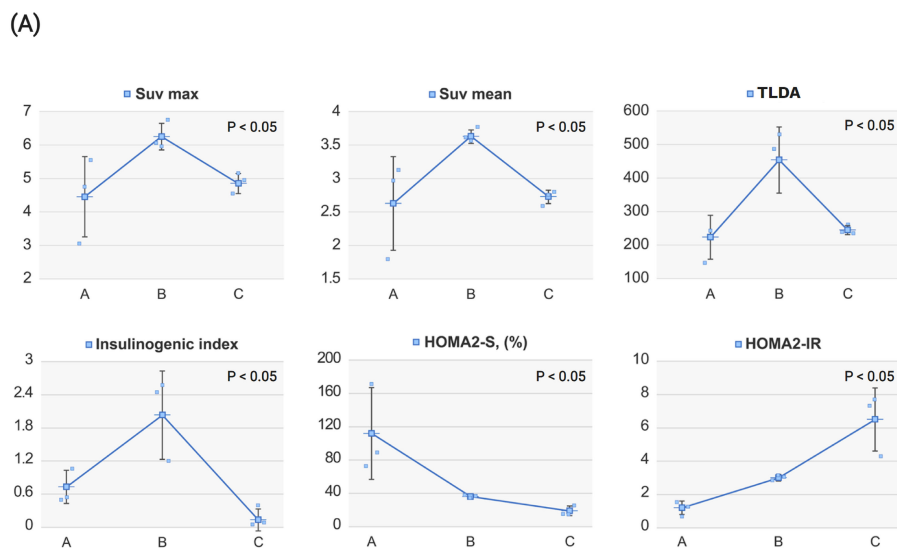 (A)
Suv max
7
6
5
4
3
2
P < 0.05
A B C
Suv mean
4
3.5
3
2.5
2
1.5
P < 0.05
A B C
TLDA
600
500
400
300
200
100
P < 0.05
A B C
Insulinogenic index
3
2.4
1.8
1.2
0.6
0
P < 0.05
A B C
HOMA2-S, (%)
200
160
120
80
40
0
P < 0.05
A B C
HOMA2-IR
10
8
6
4
2
0
P < 0.05
A B C